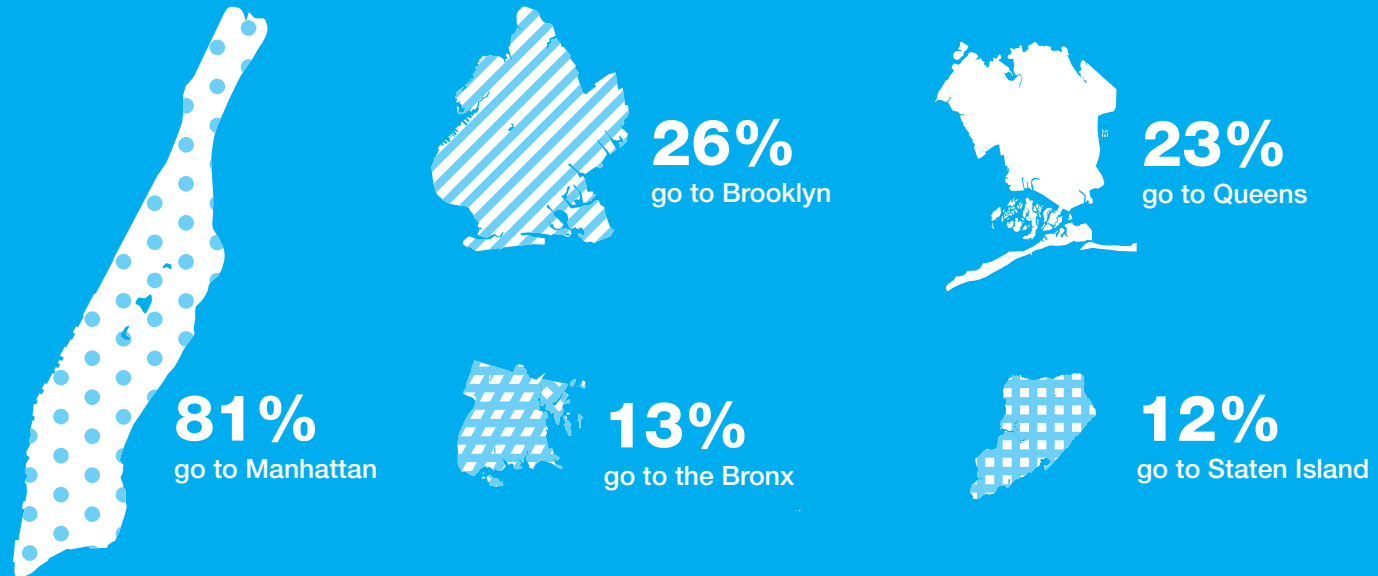 26%
go to Brooklyn
23%
go to Queens
81%
go to Manhattan
13%
go to the Bronx
12%
go to Staten Island